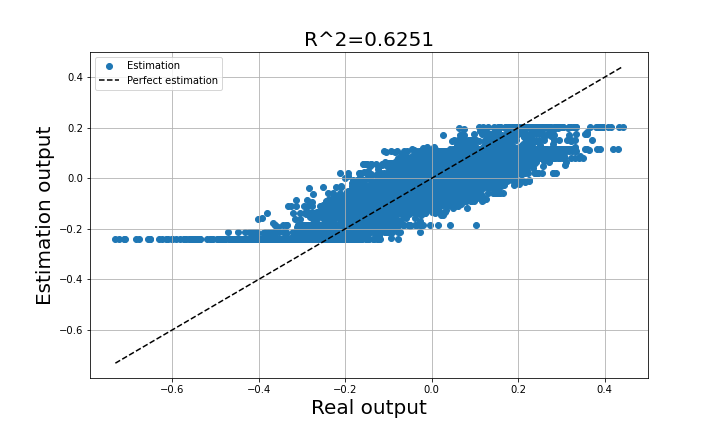 R^2=0.6251
Estimation
Perfect estimation
0.4
0.2
0.0
−0.2
−0.4
−0.6
Estimation output
−0.6
−0.4
−0.2
0.0
0.2
0.4
Real output